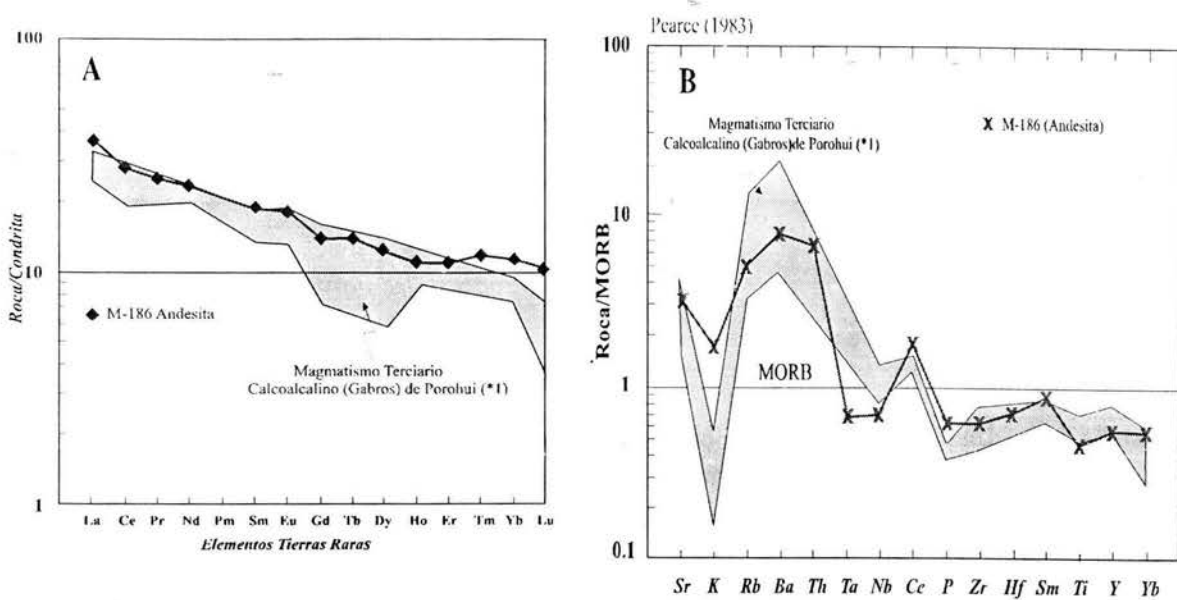 A
100
10
1
Roca/Condrita
M-186 Andesita
Magmatismo Terciario
Calcoalcalino (Gabros) de Porohui (*1)
La Ce Pr Nd Pm Sm Eu Gd Tb Dy Ho Er Tm Yb Lu
Elementos Tierras Raras
Pearce (1983)
B
100
10
1
0.1
Roca/MORB
Magmatismo Terciario
Calcoalcalino (Gabros) de Porohui (*1)
X M-186 (Andesita)
MORB
Sr K Rb Ba Th Ta Nb Ce P Zr Hf Sm Ti Y Yb